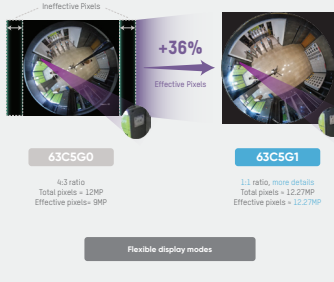 Ineffective Pixels
+36%
Effective Pixels
63C5G0
4:3 ratio
Total pixels = 12MP
Effective pixels= 9MP
63C5G1
1:1 ratio, more details
Total pixels = 12.27MP
Effective pixels = 12.27MP
Flexible display modes